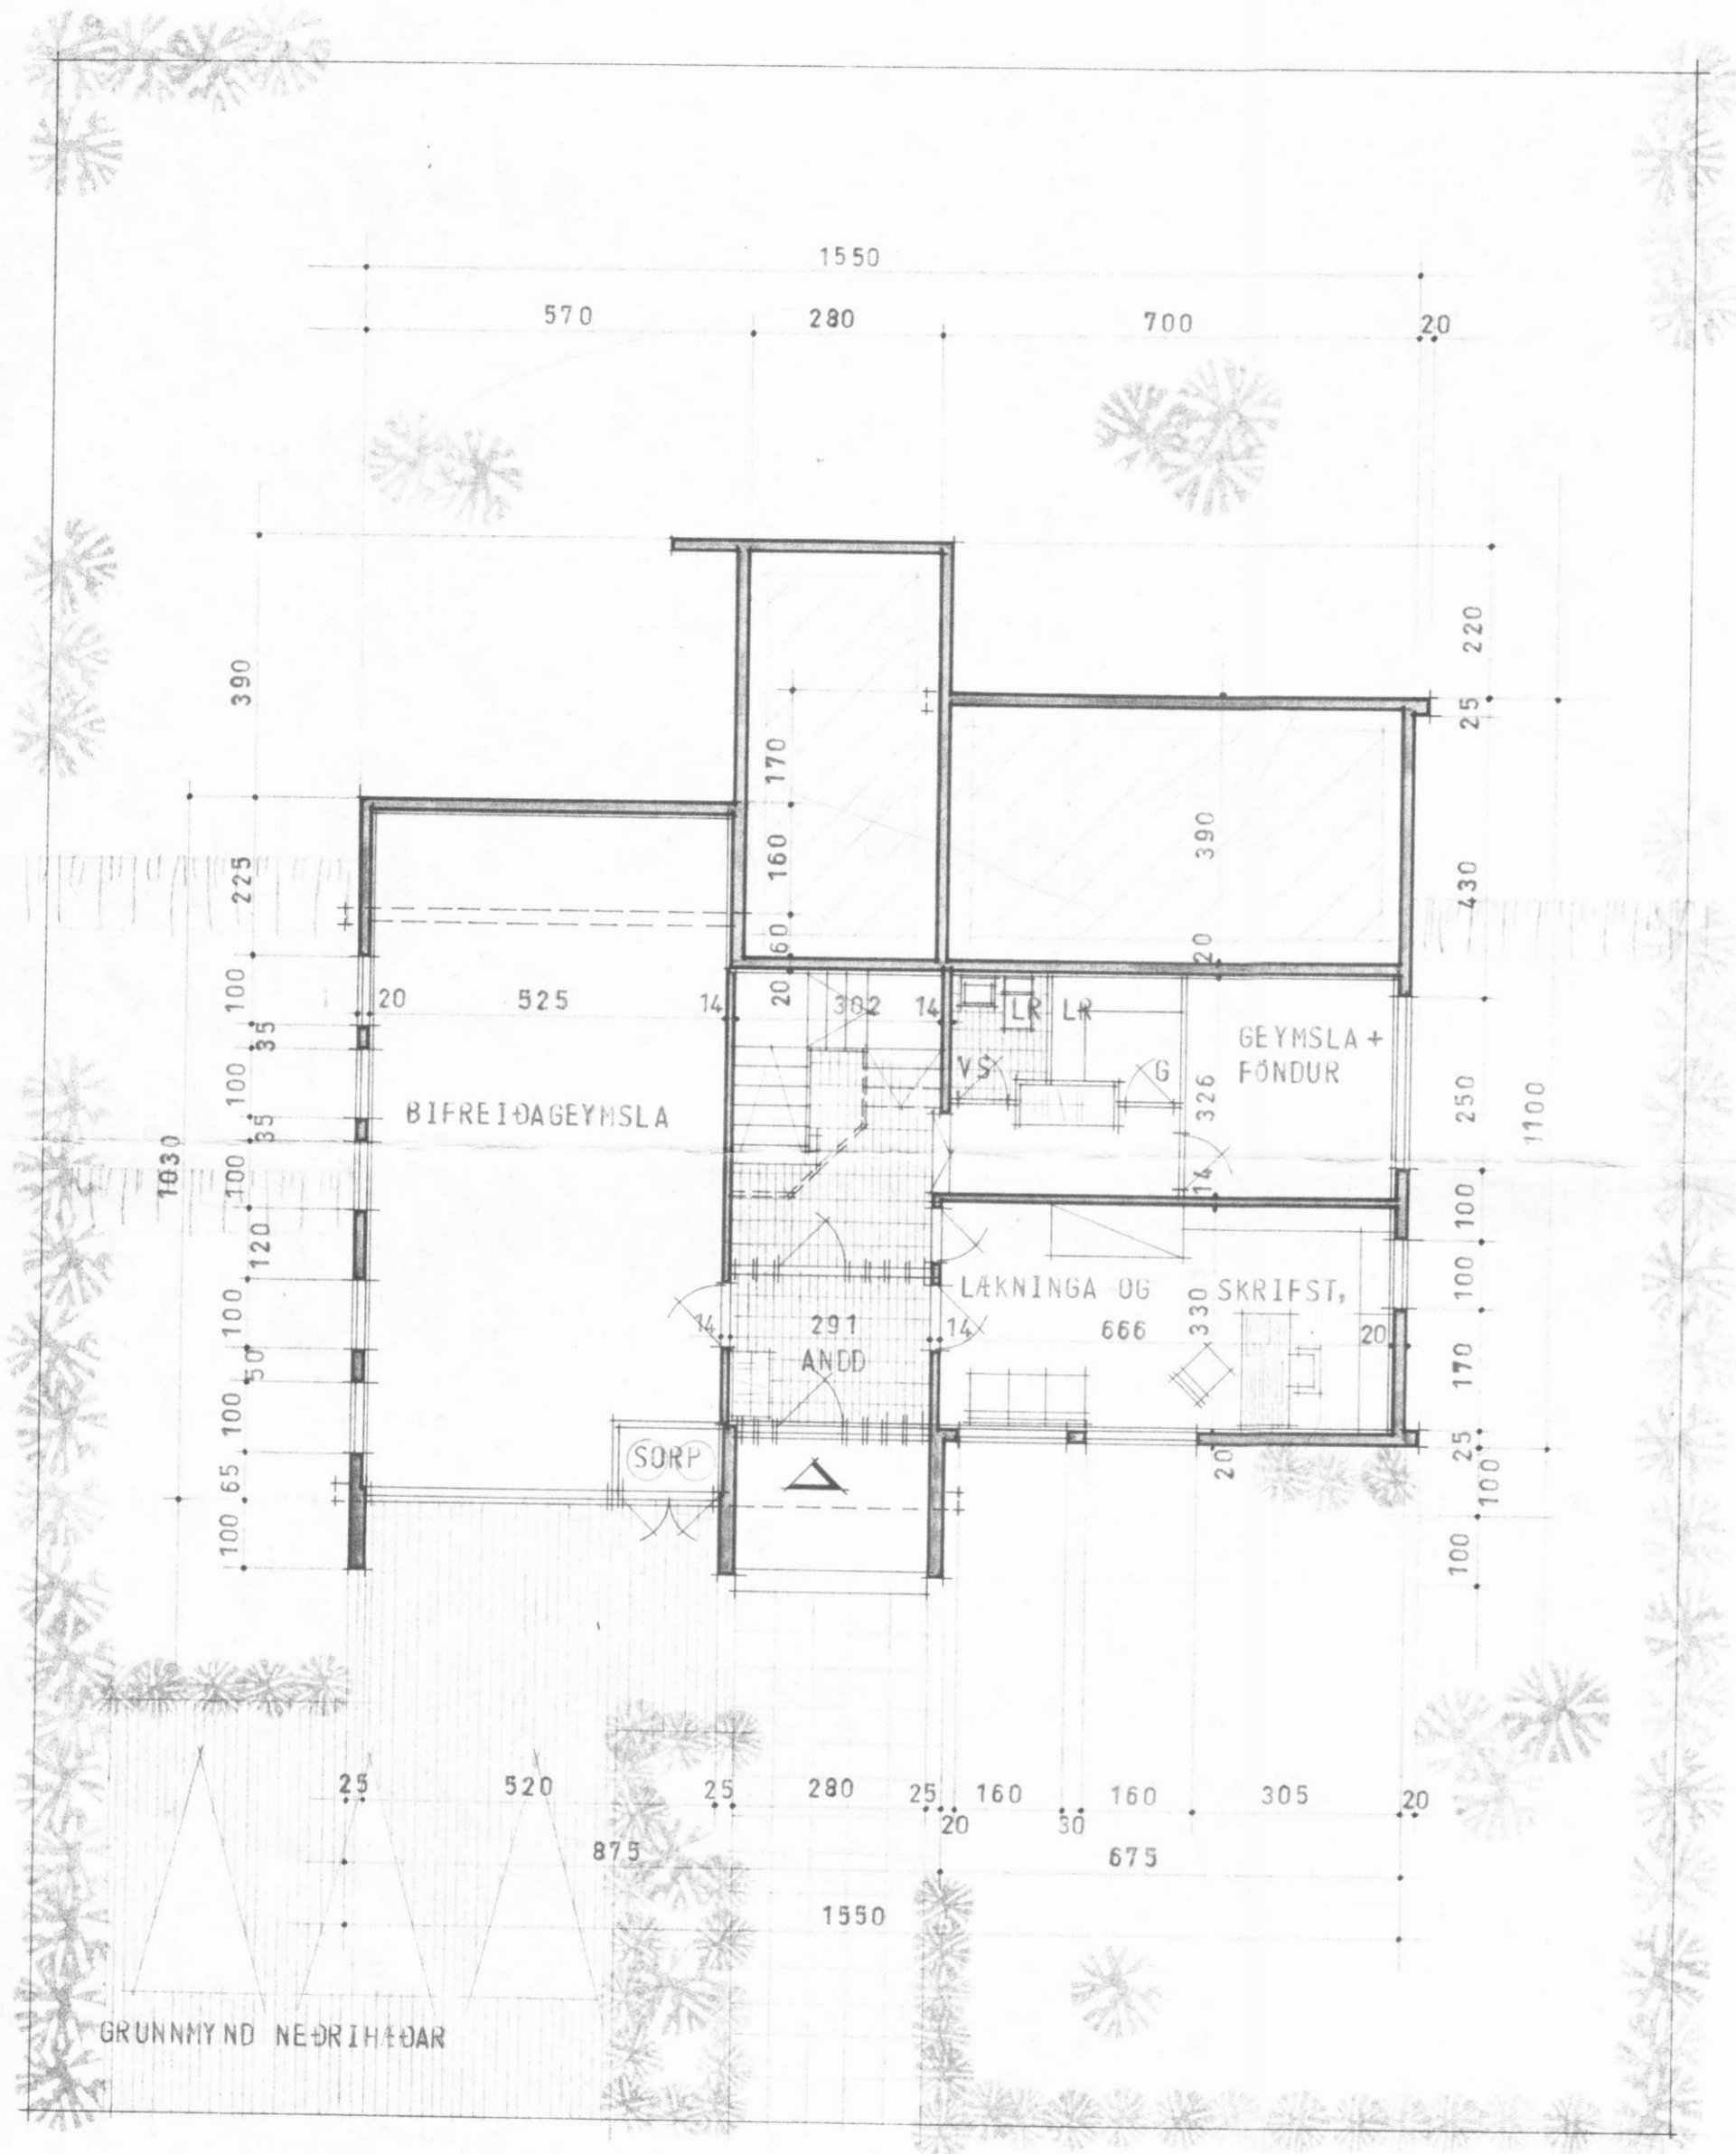 1550
570 280 700 20
390
220
25
170
160
60
225
390
20
430
100
35
100
35
100
120
100
50
100
65
100
1030
20 525 14
20
302 14
LR LR
VS
G
GEYMSLA +
FÖNDUR
326
14
250
1100
100
100
170
25
100
100
BIFREIÐAGEYMSLA
LÆKNINGA OG SKRIFST,
14 291 14 666 330 20
ANDD
SORP
20
25 520 25 280 25 160 160 305 20
20 30
875 675
1550
GRUNNMYND NEÐRIHÆÐAR